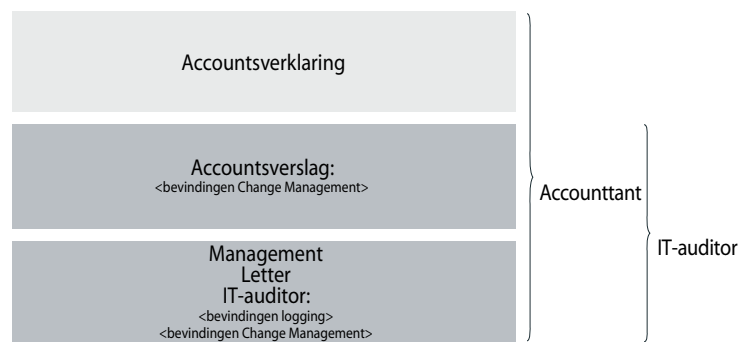 Accountsverklaring
Accountsverslag:
<bevindingen Change Management>
Management
Letter
IT-auditor:
<bevindingen logging>
<bevindingen Change Management>
Accounttant
IT-auditor